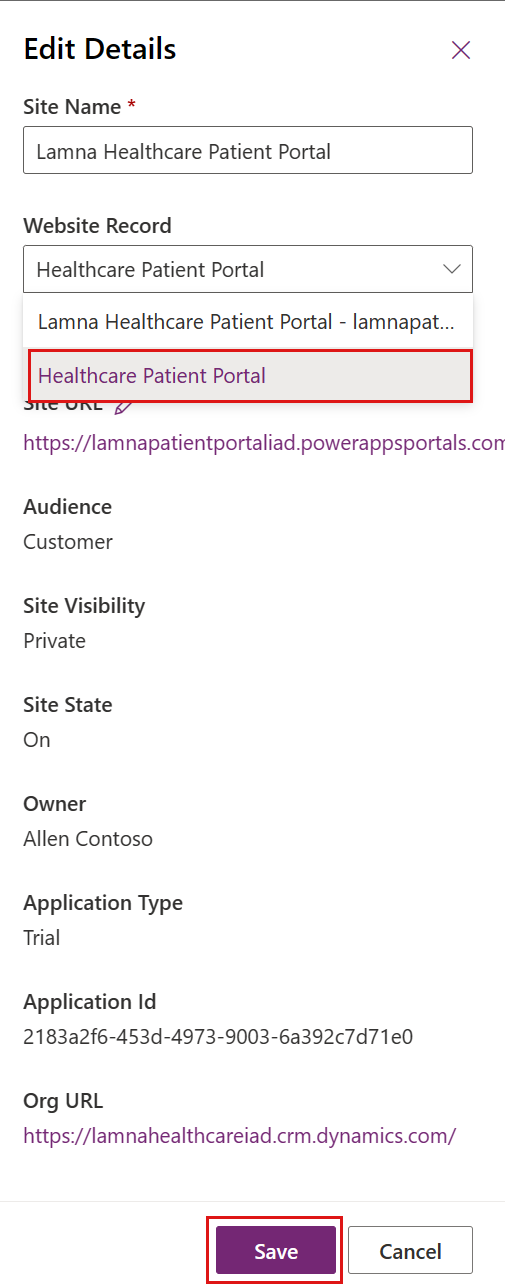 Edit Details
Site Name *
Lamna Healthcare Patient Portal
Website Record
Healthcare Patient Portal
Lamna Healthcare Patient Portal - lamnapat...
Healthcare Patient Portal
Site URL
https://lamnapatientportaliad.powerappsportals.com
Audience
Customer
Site Visibility
Private
Site State
On
Owner
Allen Contoso
Application Type
Trial
Application Id
2183a2f6-453d-4973-9003-6a392c7d71e0
Org URL
https://lamnahealthcareiad.crm.dynamics.com/
Save
Cancel